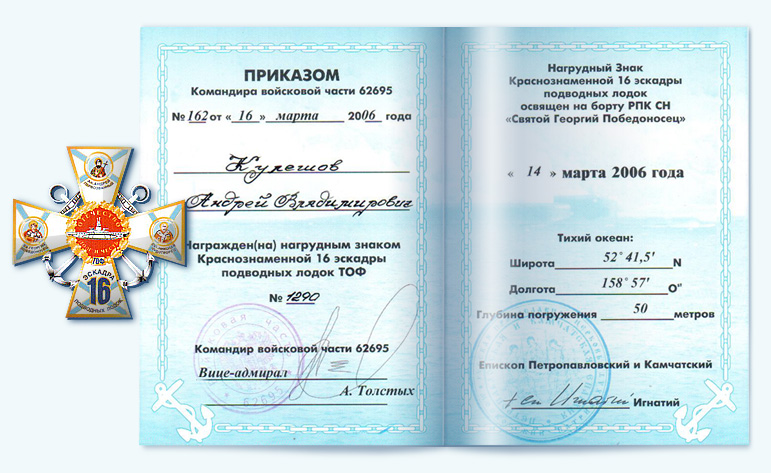 ПРИКАЗОМ
Командира войсковой части 62695
№ 162 от « 16 » марта 2006 года
Кулешов
Андрей Владимирович
Награжден(на) нагрудным знаком
Краснознаменной 16 эскадры
подводных лодок ТОФ
№ 1290
Командир войсковой части 62695
Вице-адмирал
А. Толстых
62695
Нагрудный Знак
Краснознаменной 16 эскадры
подводных лодок
освящен на борту РПК СН
«Святой Георгий Победоносец»
« 14 » марта 2006 года
Тихий океан:
Широта 52° 41,5' N
Долгота 158° 57' Ost
Глубина погружения 50 метров
Епископ Петропавловский и Камчатский
+ еп Игнатий Игнатий
ОТЕЧЕСТВО
ТОФ
ЭСКАДРА
16
ПОДВОДНЫХ ЛОДОК